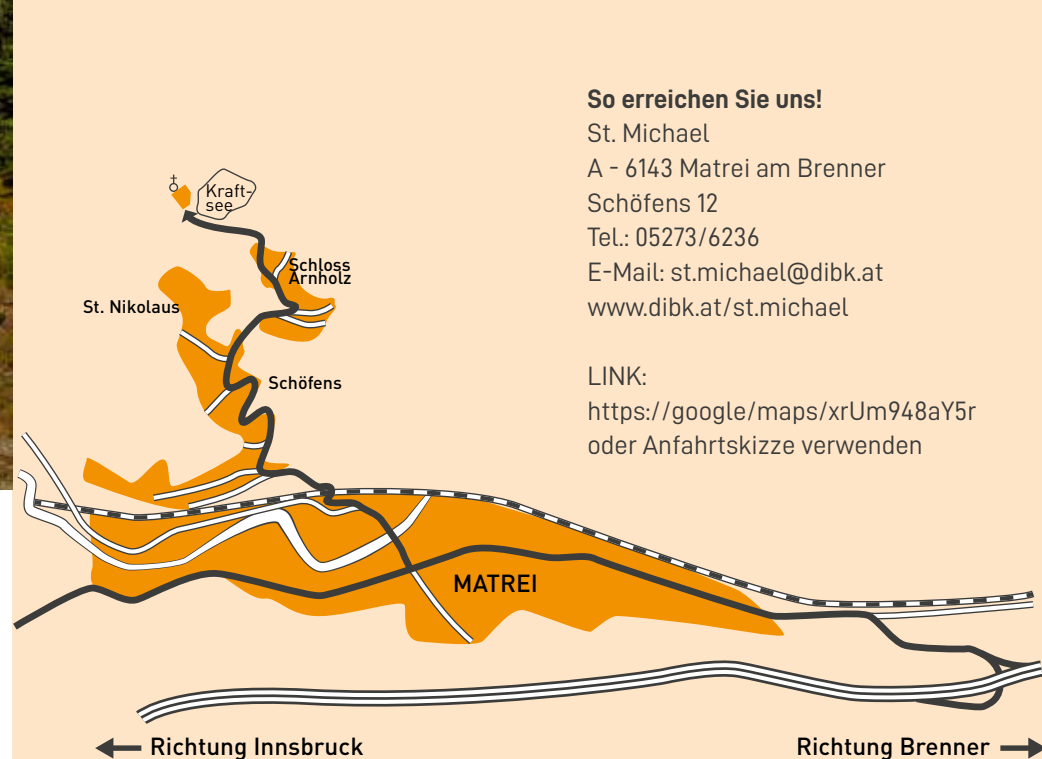 So erreichen Sie uns!
St. Michael
A - 6143 Matrei am Brenner
Schöfens 12
Tel.: 05273/6236
E-Mail: st.michael@dibk.at
www.dibk.at/st.michael
LINK:
https://google/maps/xrUm948aY5r
oder Anfahrtskizze verwenden
Kraft-
see
Schloss
Arnholz
St. Nikolaus
Schöfens
MATREI
Richtung Innsbruck
Richtung Brenner